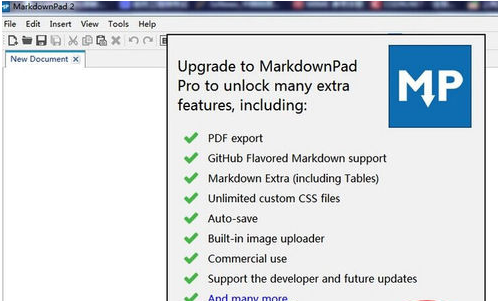 MarkdownPad 2
File Edit Insert View Tools Help
New Document
Upgrade to MarkdownPad
Pro to unlock many extra
features, including:
MP
PDF export
GitHub Flavored Markdown support
Markdown Extra (including Tables)
Unlimited custom CSS files
Auto-save
Built-in image uploader
Commercial use
Support the developer and future updates
And many more